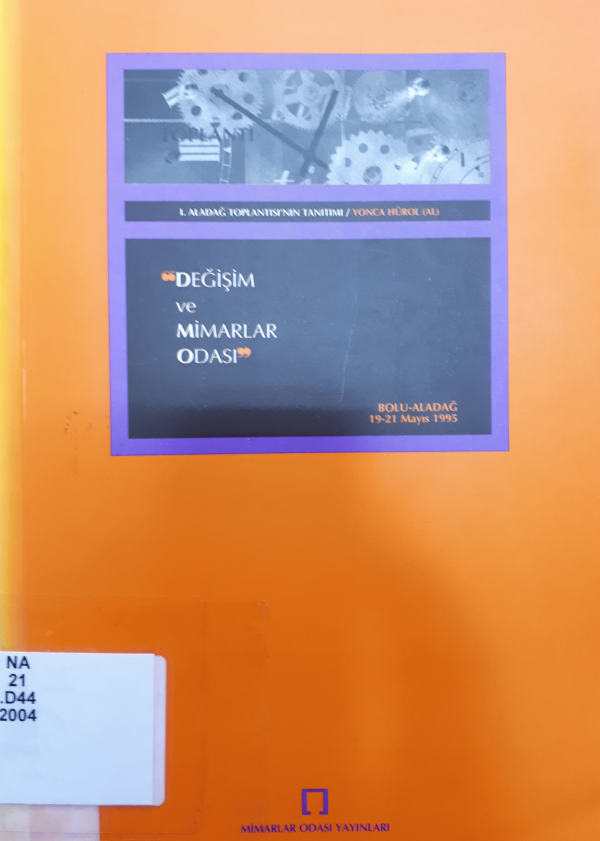 TOPLANTI
I. ALADAĞ TOPLANTISI'NIN TANITIMI / YONCA HÜROL (AL)
“DEĞİŞİM
ve
MİMARLAR
ODASI”
BOLU-ALADAĞ
19-21 Mayıs 1995
NA
21
.D44
2004
MİMARLAR ODASI YAYINLARI